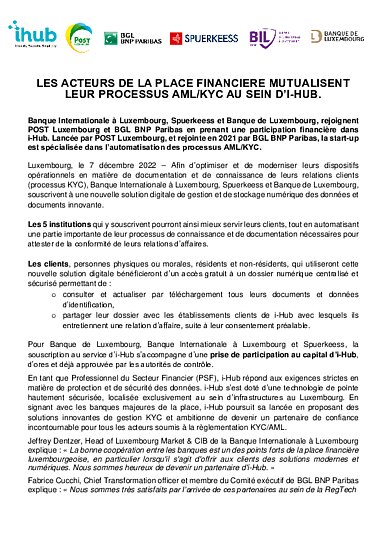 ihub
POST
LUXEMBOURG
BGL
BNP PARIBAS
SPUERKEESS
BIL
BANQUE DE
LUXEMBOURG
LES ACTEURS DE LA PLACE FINANCIERE MUTUALISENT
LEUR PROCESSUS AML/KYC AU SEIN D’I-HUB.
Banque Internationale à Luxembourg, Spuerkeess et Banque de Luxembourg, rejoignent
POST Luxembourg et BGL BNP Paribas en prenant une participation financière dans
i-Hub. Lancée par POST Luxembourg, et rejointe en 2021 par BGL BNP Paribas, la start-up
est spécialisée dans l’automatisation des processus AML/KYC.
Luxembourg, le 7 décembre 2022 – Afin d’optimiser et de moderniser leurs dispositifs
opérationnels en matière de documentation et de connaissance de leurs relations clients
(processus KYC), Banque Internationale à Luxembourg, Spuerkeess et Banque de Luxembourg,
souscrivent à une nouvelle solution digitale de gestion et de stockage numérique des données et
documents innovante.
Les 5 institutions qui y souscrivent pourront ainsi mieux servir leurs clients, tout en automatisant
une partie importante de leur processus de connaissance et de documentation nécessaires pour
attester de la conformité de leurs relations d’affaires.
Les clients, personnes physiques ou morales, résidents et non-résidents, qui utiliseront cette
nouvelle solution digitale bénéficieront d’un accès gratuit à un dossier numérique centralisé et
sécurisé permettant de :
o consulter et actualiser par téléchargement tous leurs documents et données
d’identification,
o partager leur dossier avec les établissements clients de i-Hub avec lesquels ils
entretiennent une relation d’affaire, suite à leur consentement préalable.
Pour Banque de Luxembourg, Banque Internationale à Luxembourg et Spuerkeess, la
souscription au service d’i-Hub s’accompagne d’une prise de participation au capital d’i-Hub,
d’ores et déjà approuvée par les autorités de contrôle.
En tant que Professionnel du Secteur Financier (PSF), i-Hub répond aux exigences strictes en
matière de protection et de sécurité des données. i-Hub s’est doté d’une technologie de pointe
hautement sécurisée, localisée exclusivement au sein d’infrastructures au Luxembourg. En
signant avec les banques majeures de la place, i-Hub poursuit sa lancée en proposant des
solutions innovantes de gestion KYC et ambitionne de devenir un partenaire de confiance
incontournable pour tous les acteurs soumis à la règlementation KYC/AML.
Jeffrey Dentzer, Head of Luxembourg Market & CIB de la Banque Internationale à Luxembourg
explique : « La bonne coopération entre les banques est un des points forts de la place financière
luxembourgeoise, en particulier lorsqu’il s’agit d’offrir aux clients des solutions modernes et
numériques. Nous sommes heureux de devenir un partenaire d’i-Hub. »
Fabrice Cucchi, Chief Transformation officer et membre du Comité exécutif de BGL BNP Paribas
explique : « Nous sommes très satisfaits par l’arrivée de ces partenaires au sein de la RegTech